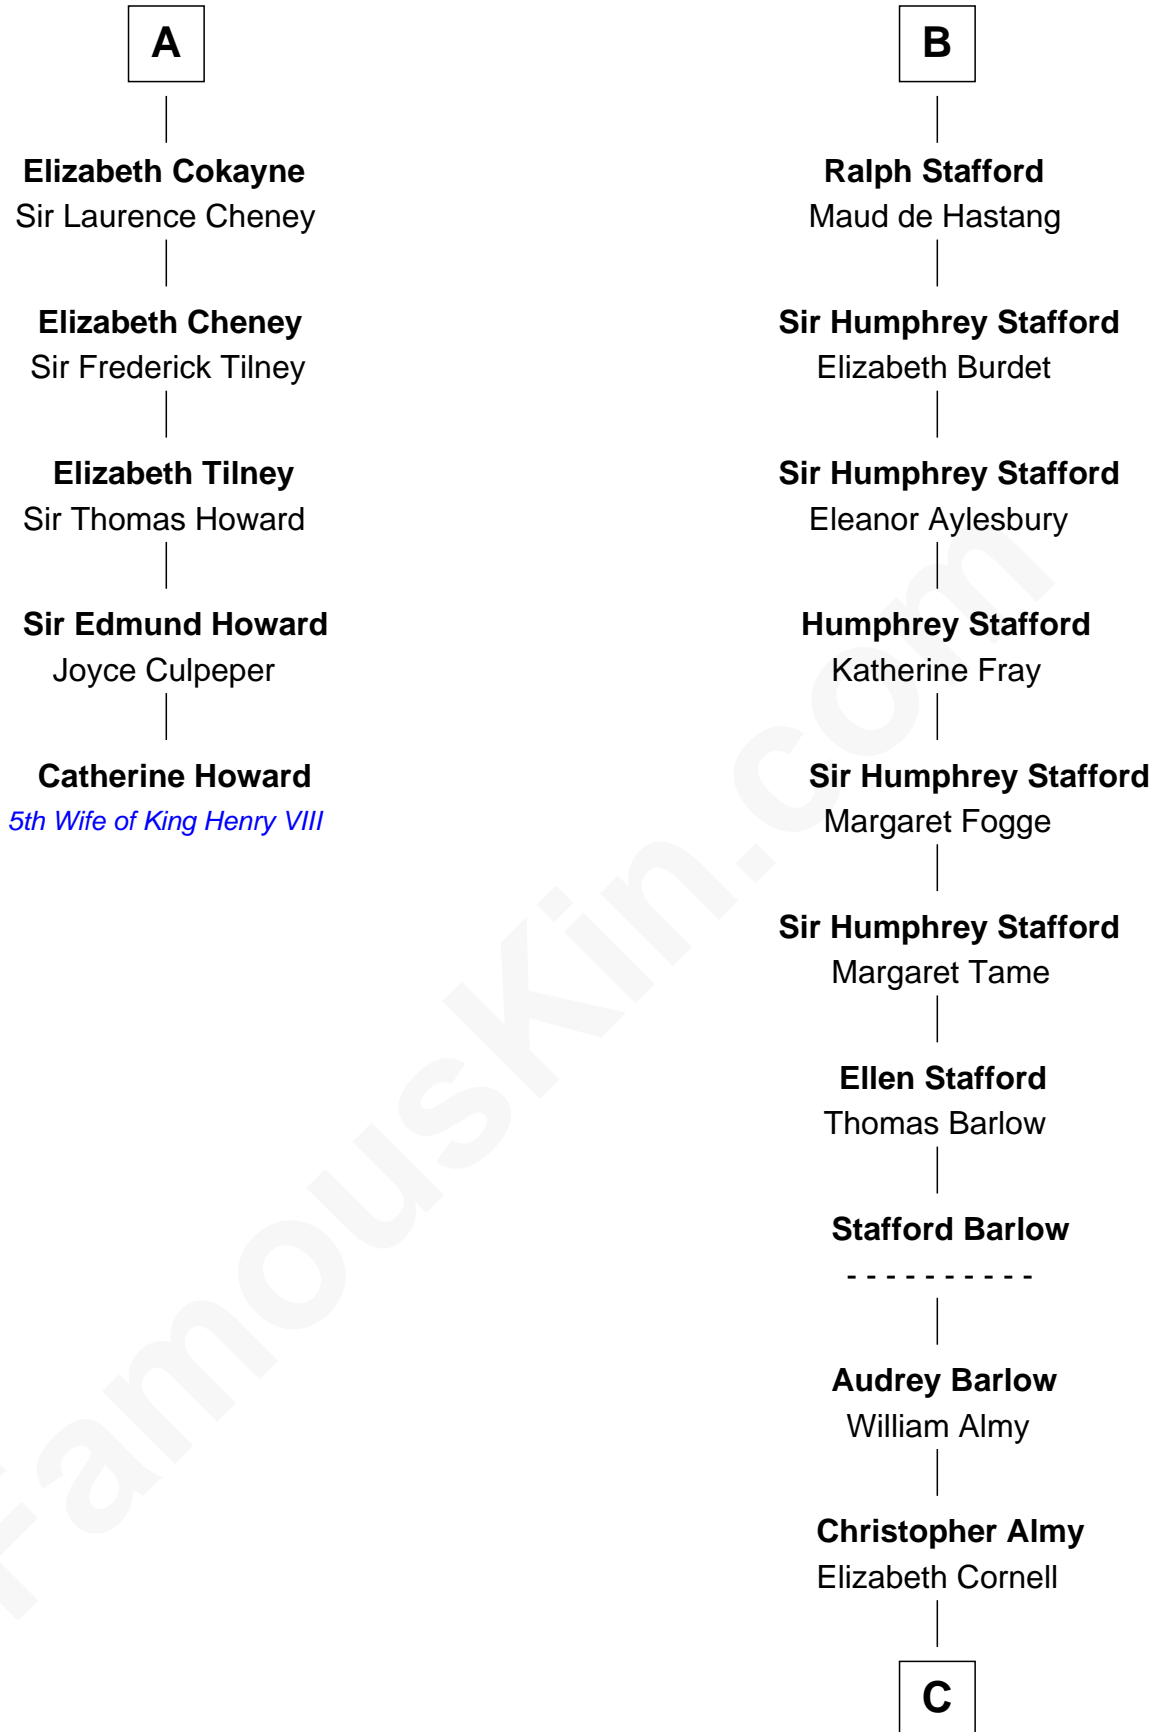 A
Elizabeth Cokayne
Sir Laurence Cheney
Elizabeth Cheney
Sir Frederick Tilney
Elizabeth Tilney
Sir Thomas Howard
Sir Edmund Howard
Joyce Culpeper
Catherine Howard
5th Wife of King Henry VIII
B
Ralph Stafford
Maud de Hastang
Sir Humphrey Stafford
Elizabeth Burdet
Sir Humphrey Stafford
Eleanor Aylesbury
Humphrey Stafford
Katherine Fray
Sir Humphrey Stafford
Margaret Fogge
Sir Humphrey Stafford
Margaret Tame
Ellen Stafford
Thomas Barlow
Stafford Barlow
- - - - - - - - - -
Audrey Barlow
William Almy
Christopher Almy
Elizabeth Cornell
C
FamousKin.com